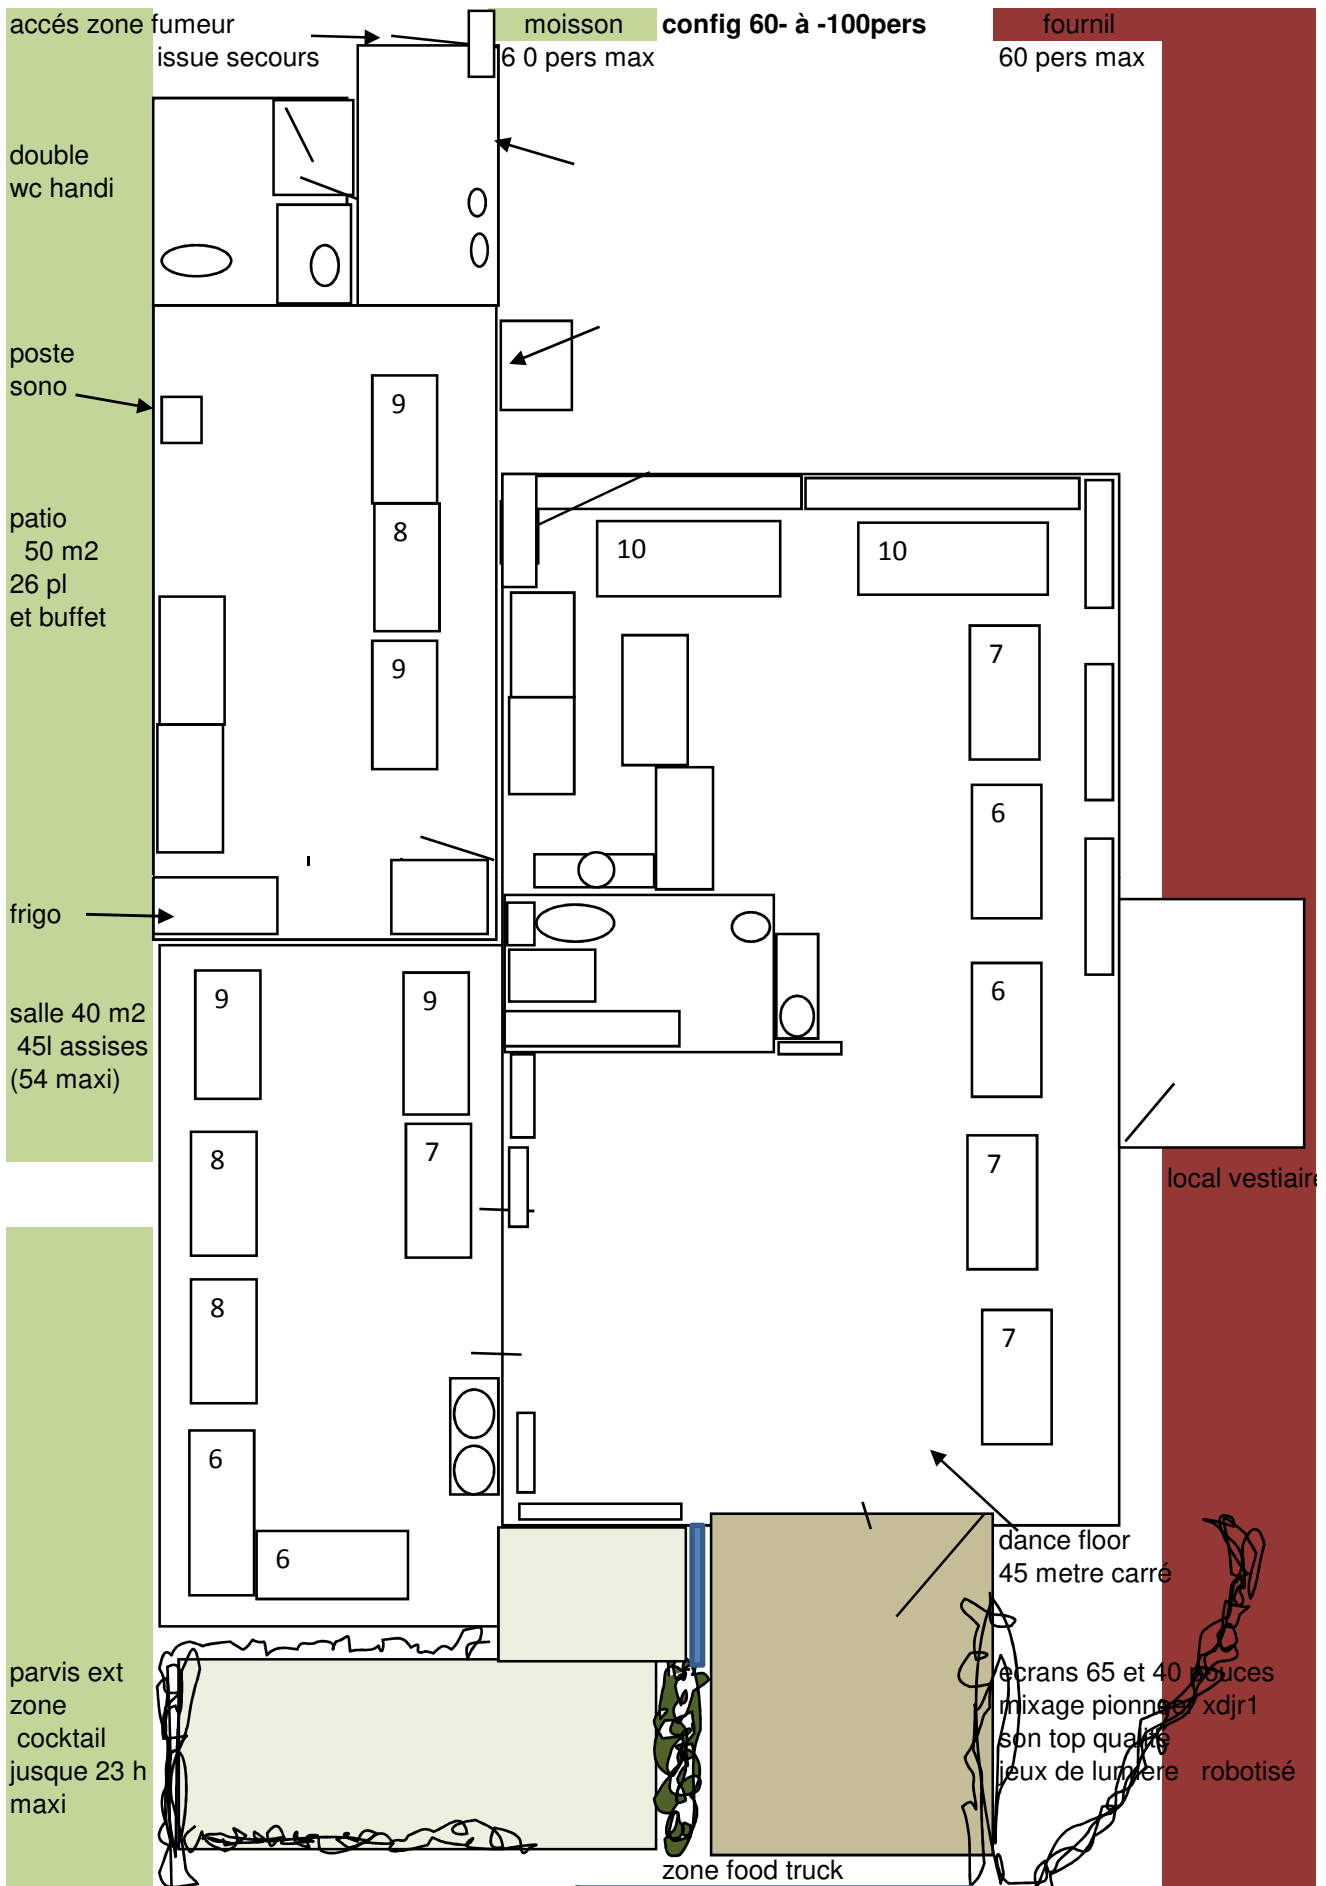 accés zone fumeur
issue secours
moisson
6 0 pers max
config 60- à -100pers
fournil
60 pers max
double
wc handi
poste
sono
9
8
9
patio
50 m2
26 pl
et buffet
10
10
7
6
6
7
7
frigo
salle 40 m2
45l assises
(54 maxi)
9
9
8
7
8
6
6
local vestiaire
dance floor
45 metre carré
parvis ext
zone
cocktail
jusque 23 h
maxi
ecrans 65 et 40 pouces
mixage pionneer xdjr1
son top qualité
jeux de lumiere robotisé
zone food truck